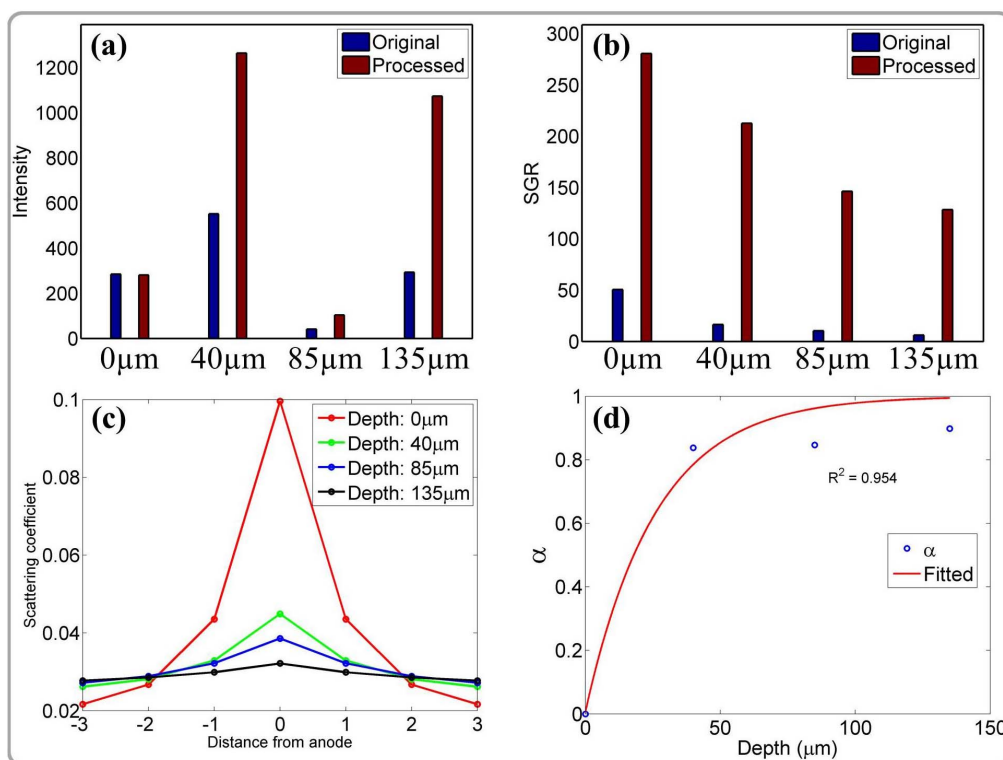 (a)
Original
Processed
1200
1000
800
600
400
200
0
Intensity
0µm 40µm 85µm 135µm
(b)
Original
Processed
300
250
200
150
100
50
0
SGR
0µm 40µm 85µm 135µm
(c)
Depth: 0µm
Depth: 40µm
Depth: 85µm
Depth: 135µm
0.1
0.08
0.06
0.04
0.02
Scattering coefficient
-3 -2 -1 0 1 2 3
Distance from anode
(d)
1
0.8
0.6
0.4
0.2
0
α
R² = 0.954
α
Fitted
0 50 100 150
Depth (µm)